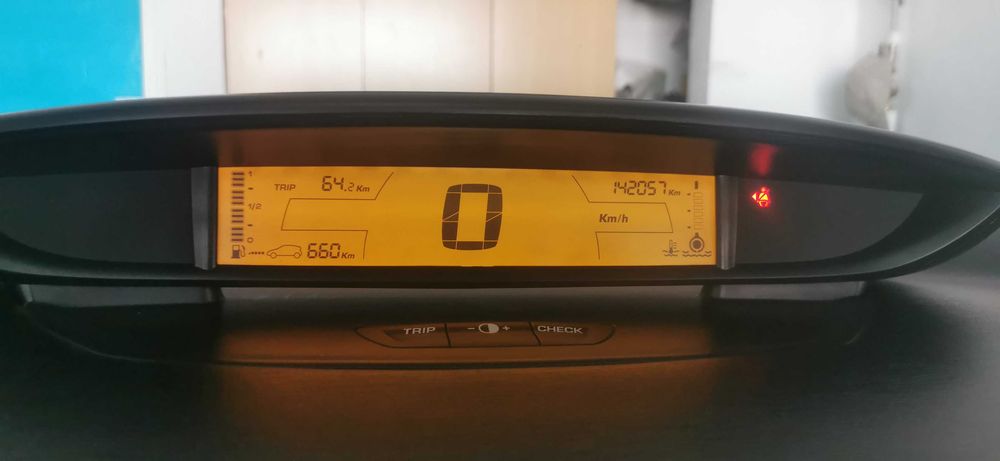 1
TRIP 64.2 Km
1/2
0
660 Km
0
Km/h
142057 Km
TRIP - + CHECK